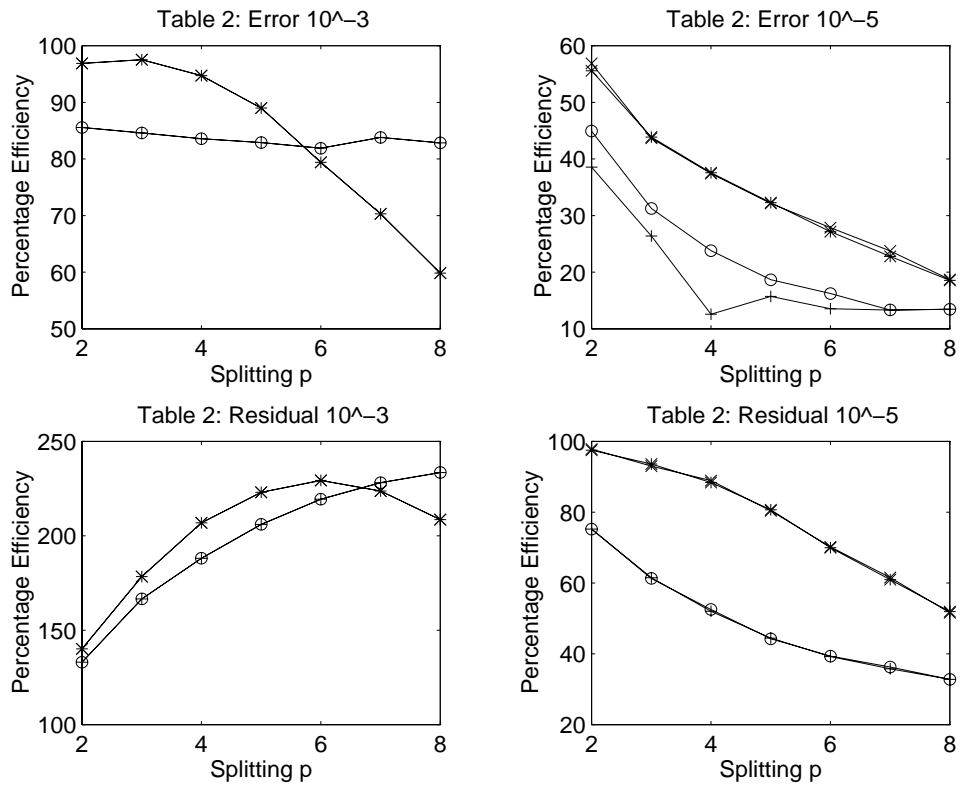 Table 2: Error 10^−3
100
90
80
70
60
50
Percentage Efficiency
2 4 6 8
Splitting p
Table 2: Error 10^−5
60
50
40
30
20
10
Percentage Efficiency
2 4 6 8
Splitting p
Table 2: Residual 10^−3
250
200
150
100
Percentage Efficiency
2 4 6 8
Splitting p
Table 2: Residual 10^−5
100
80
60
40
20
Percentage Efficiency
2 4 6 8
Splitting p